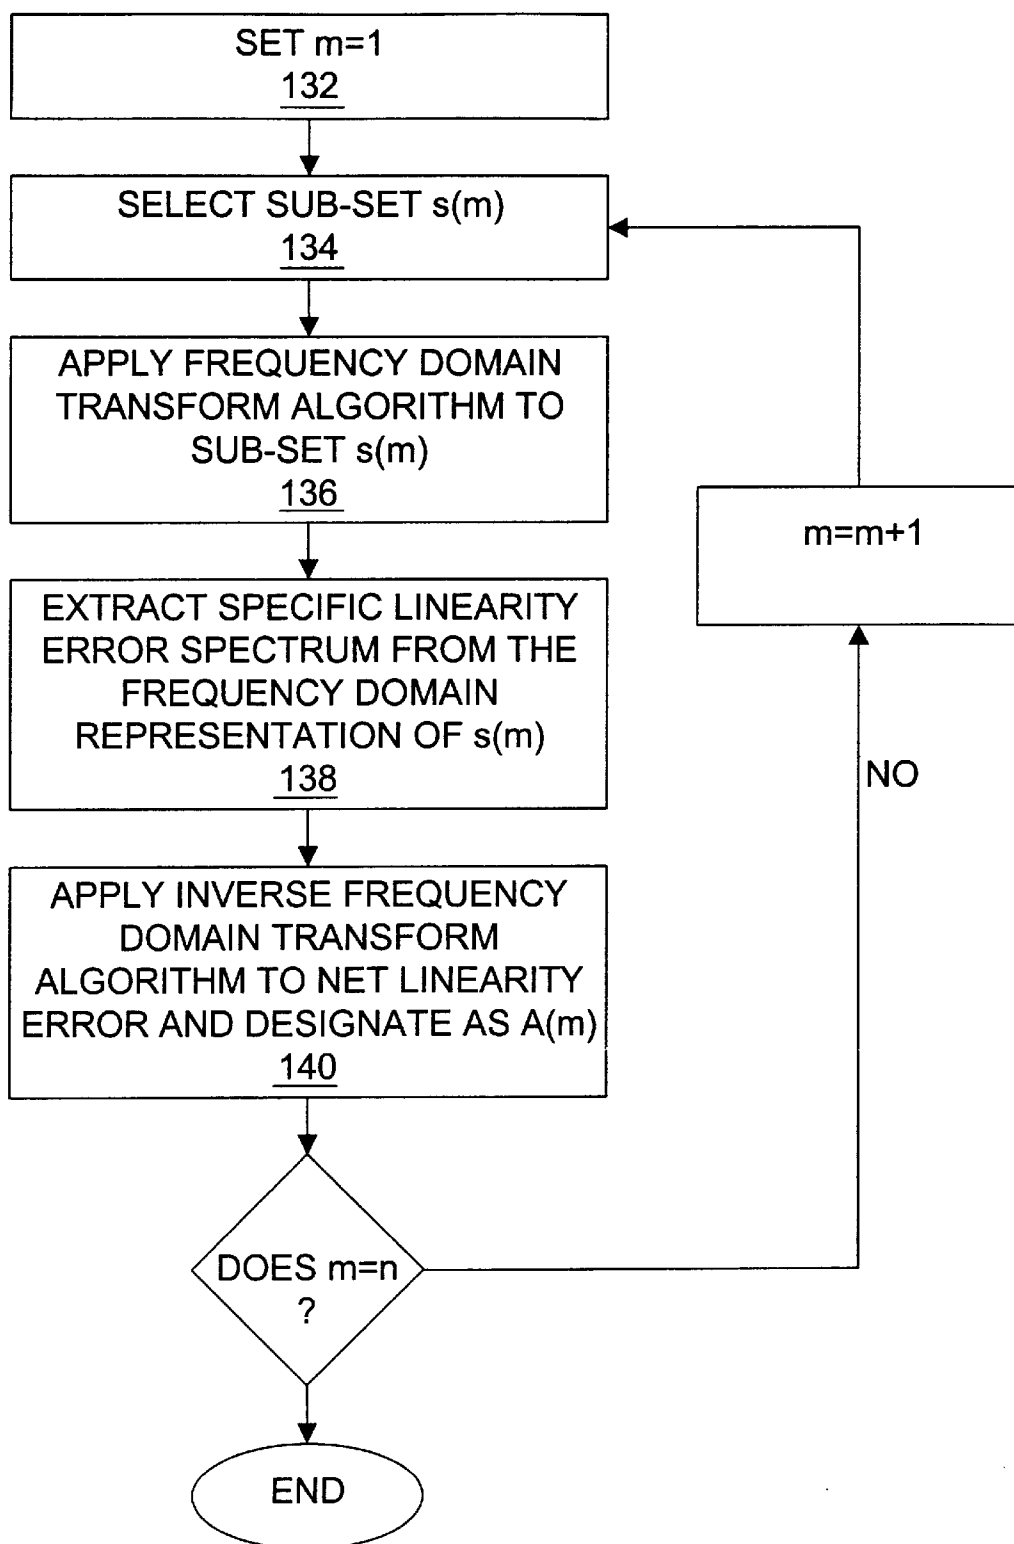 SET m=1
132
SELECT SUB-SET s(m)
134
APPLY FREQUENCY DOMAIN
TRANSFORM ALGORITHM TO
SUB-SET s(m)
136
m=m+1
EXTRACT SPECIFIC LINEARITY
ERROR SPECTRUM FROM THE
FREQUENCY DOMAIN
REPRESENTATION OF s(m)
138
NO
APPLY INVERSE FREQUENCY
DOMAIN TRANSFORM
ALGORITHM TO NET LINEARITY
ERROR AND DESIGNATE AS A(m)
140
DOES m=n
?
END